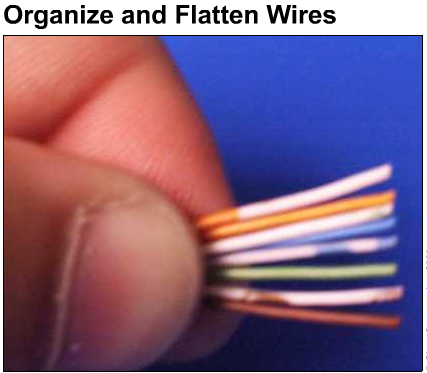 Organize and Flatten Wires